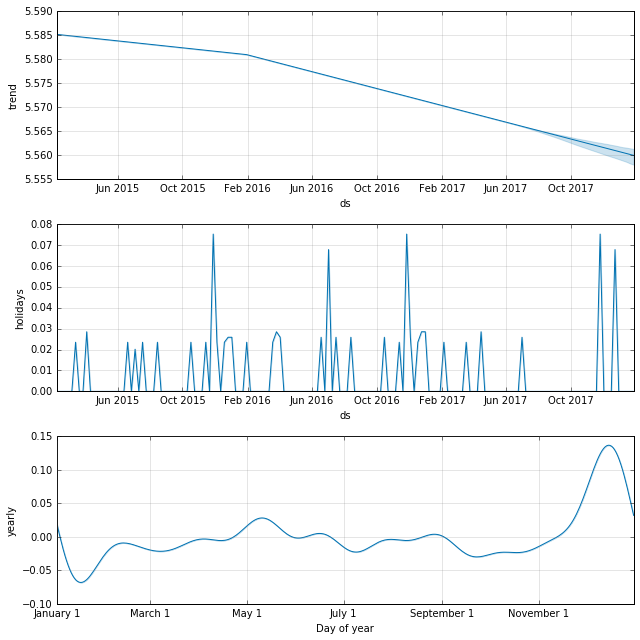 5.590
5.585
5.580
5.575
5.570
5.565
5.560
5.555
trend
Jun 2015 Oct 2015 Feb 2016 Jun 2016 Oct 2016 Feb 2017 Jun 2017 Oct 2017
ds
0.08
0.07
0.06
0.05
0.04
0.03
0.02
0.01
0.00
holidays
Jun 2015 Oct 2015 Feb 2016 Jun 2016 Oct 2016 Feb 2017 Jun 2017 Oct 2017
ds
0.15
0.10
0.05
0.00
−0.05
−0.10
yearly
January 1 March 1 May 1 July 1 September 1 November 1
Day of year